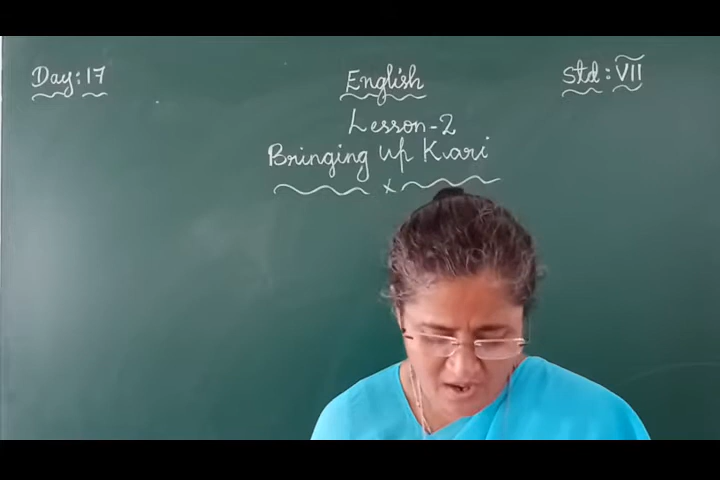 Day: 17
English
Std: VII
Lesson-2
Bringing up Kari
x